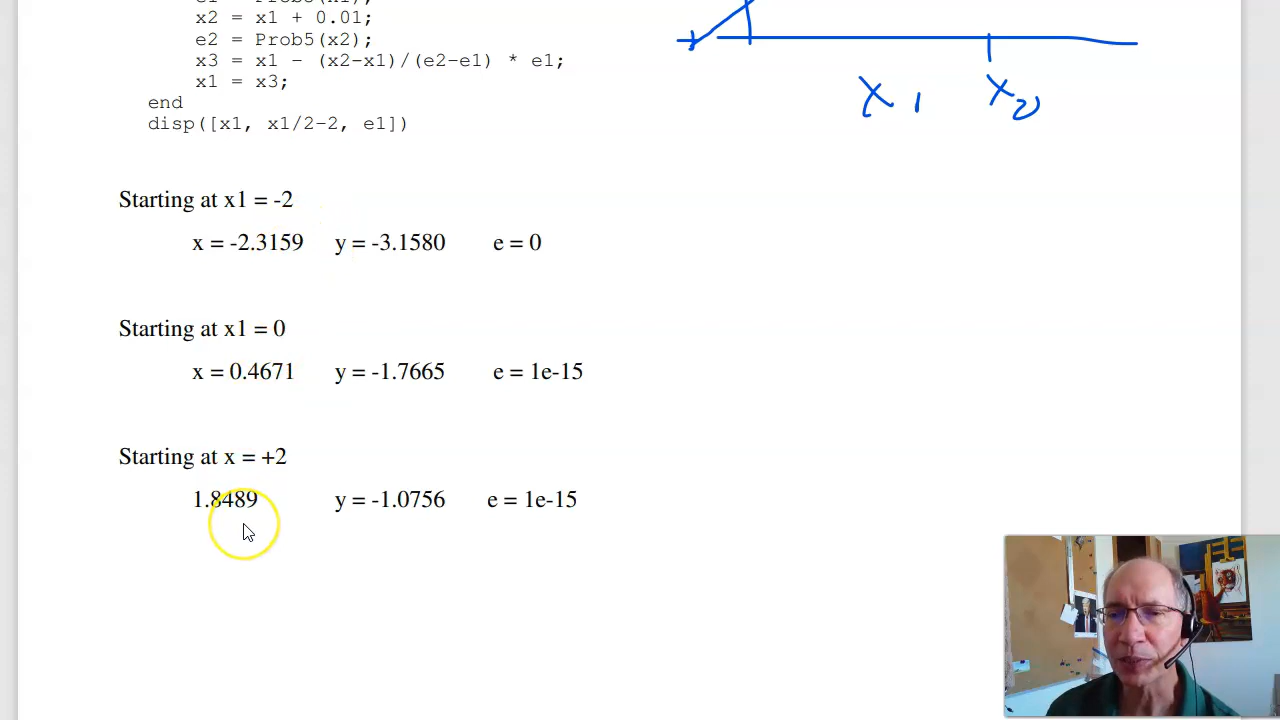 x2 = x1 + 0.01;
e2 = Prob5(x2);
x3 = x1 - (x2-x1)/(e2-e1) * e1;
x1 = x3;
end
disp([x1, x1/2-2, e1])
x1 x2
Starting at x1 = -2
x = -2.3159 y = -3.1580 e = 0
Starting at x1 = 0
x = 0.4671 y = -1.7665 e = 1e-15
Starting at x = +2
1.8489 y = -1.0756 e = 1e-15